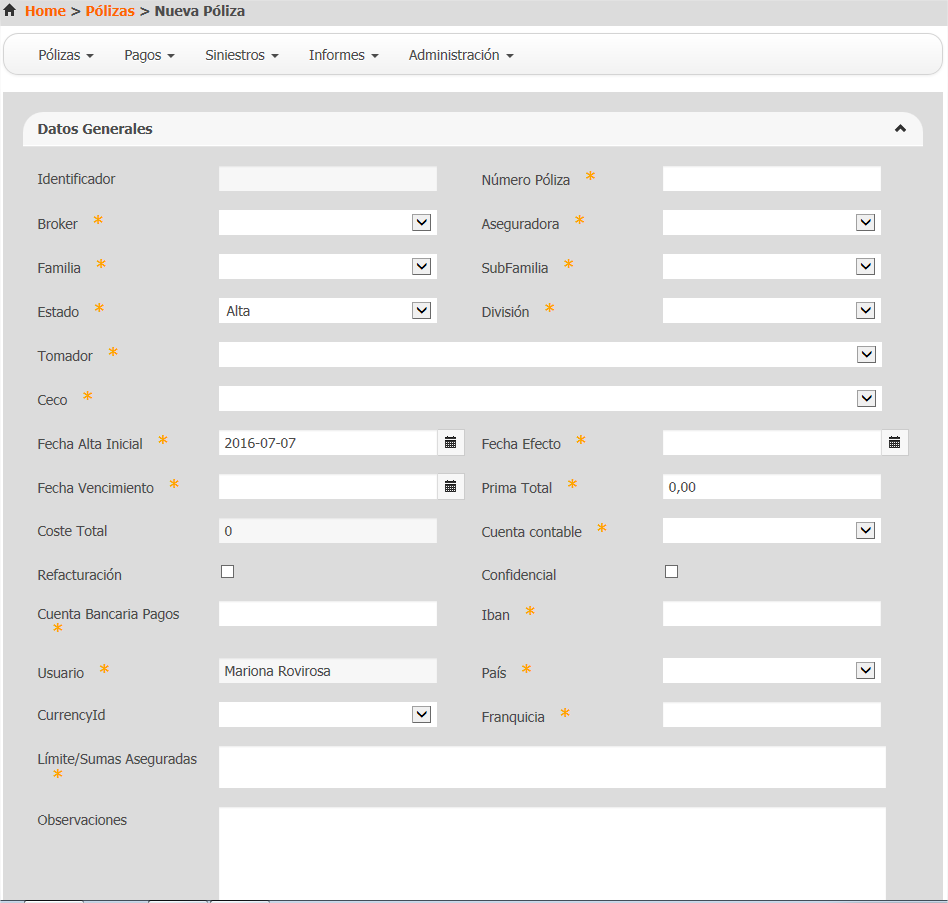 Home > Pólizas > Nueva Póliza
Pólizas Pagos Siniestros Informes Administración
Datos Generales
Identificador Número Póliza *
Broker * Aseguradora *
Familia * SubFamilia *
Estado * Alta División *
Tomador *
Ceco *
Fecha Alta Inicial * 2016-07-07 Fecha Efecto *
Fecha Vencimiento * Prima Total * 0,00
Coste Total 0 Cuenta contable *
Refacturación Confidencial
Cuenta Bancaria Pagos * Iban *
Usuario * Mariona Rovirosa País *
CurrencyId Franquicia *
Límite/Sumas Aseguradas *
Observaciones